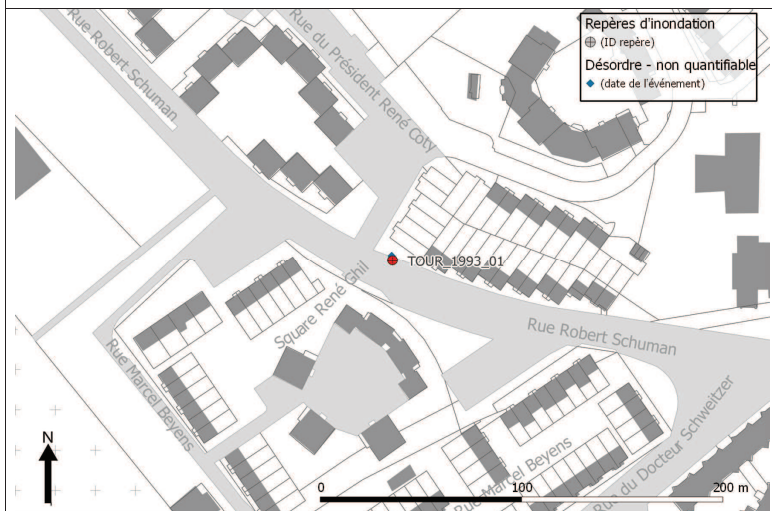 Rue Robert Schuman
Rue du Président René Coty
Repères d'inondation
(ID repère)
Désordre - non quantifiable
(date de l'événement)
TOUR_1993_01
Square René Ghil
Rue Robert Schuman
Rue Marcel Beyens
Rue Marcel Beyens
Rue du Docteur Schweitzer
N
0 100 200 m